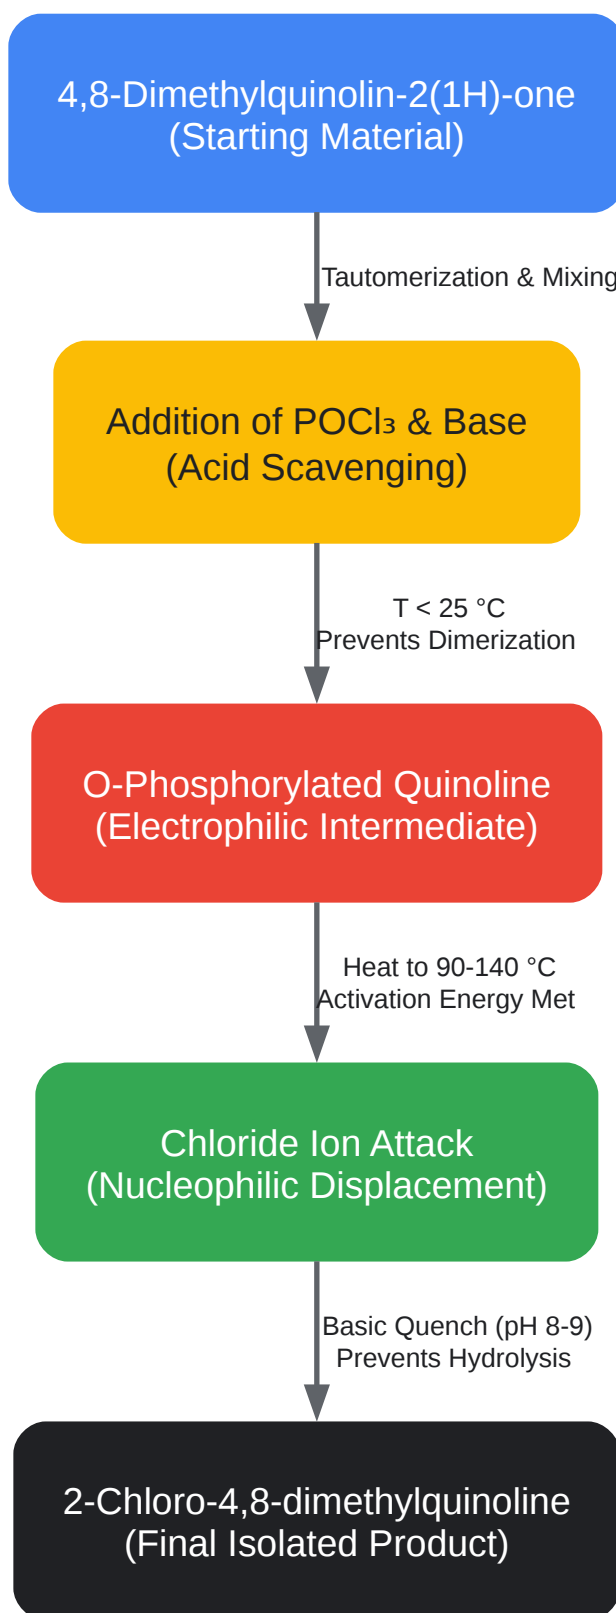 4,8-Dimethylquinolin-2(1H)-one
(Starting Material)
Tautomerization & Mixing
Addition of POCl₃ & Base
(Acid Scavenging)
T < 25 °C
Prevents Dimerization
O-Phosphorylated Quinoline
(Electrophilic Intermediate)
Heat to 90-140 °C
Activation Energy Met
Chloride Ion Attack
(Nucleophilic Displacement)
Basic Quench (pH 8-9)
Prevents Hydrolysis
2-Chloro-4,8-dimethylquinoline
(Final Isolated Product)